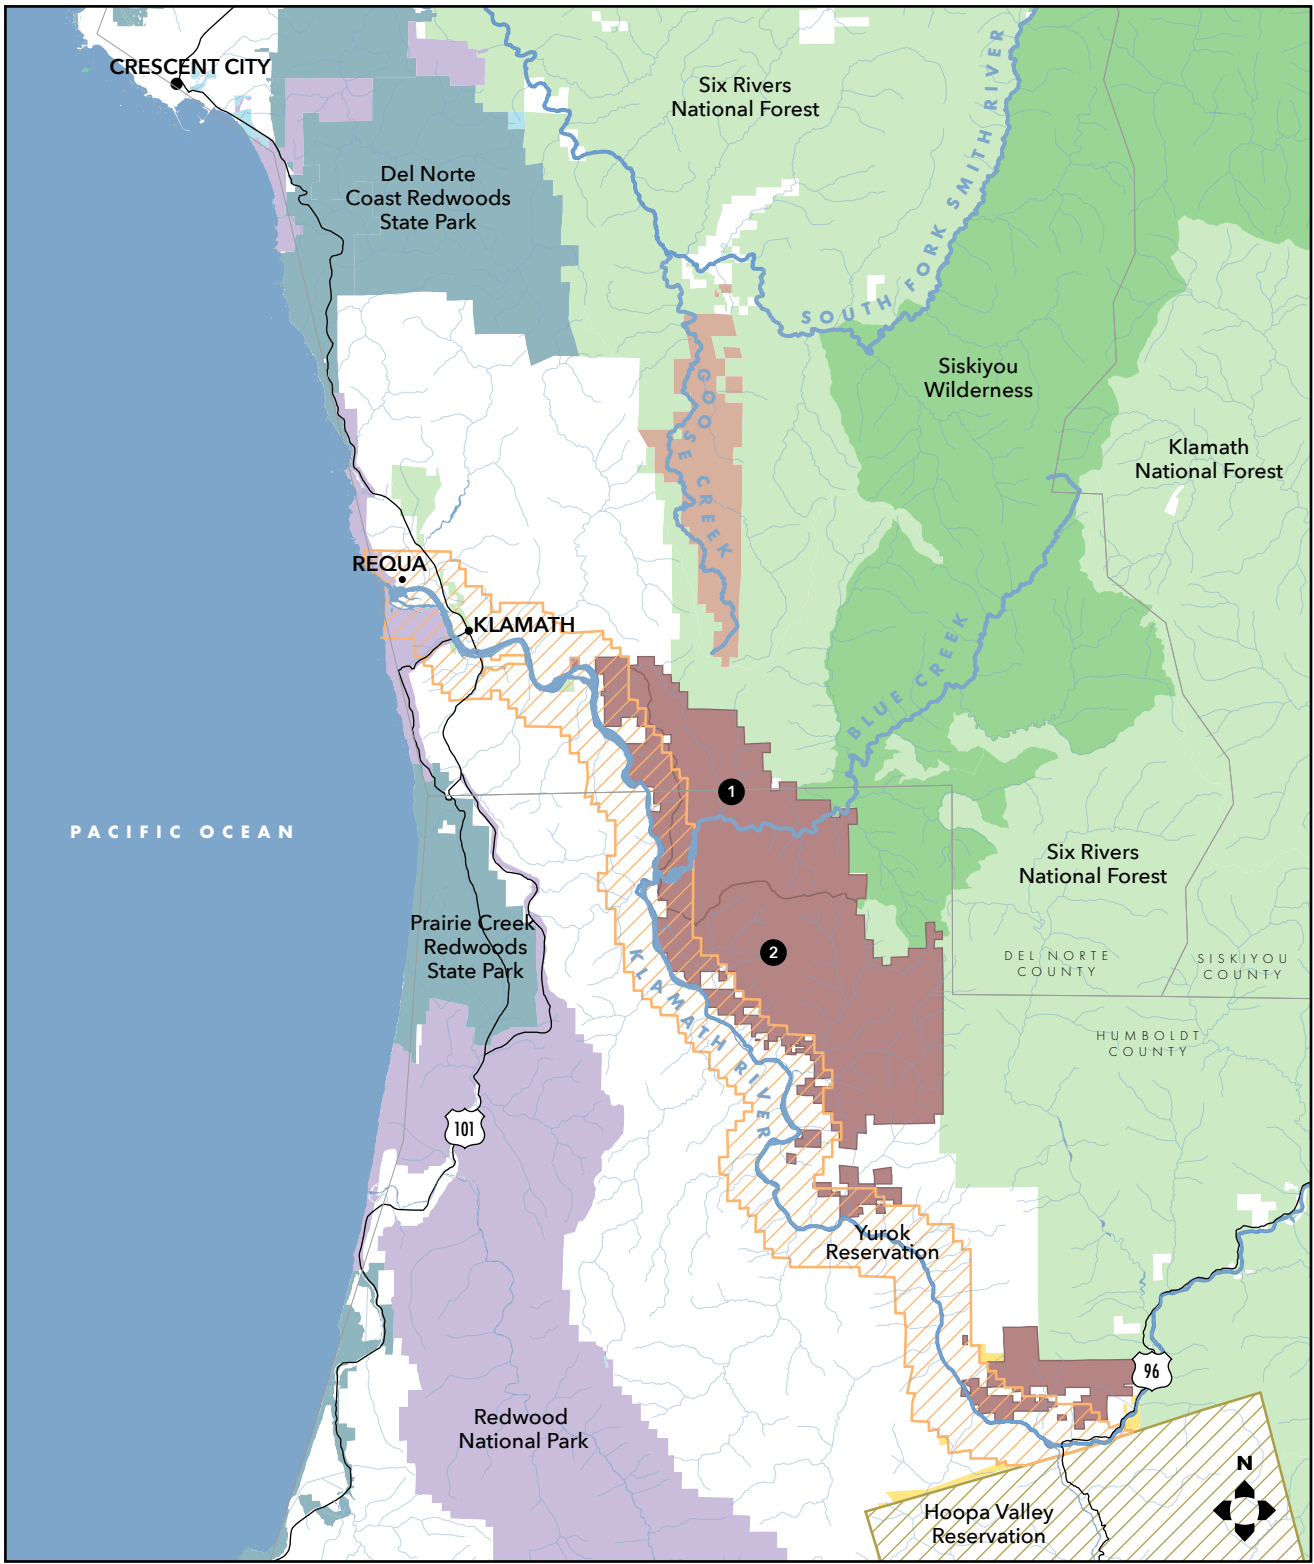 CRESCENT CITY
Six Rivers
National Forest
SOUTH FORK SMITH RIVER
Del Norte
Coast Redwoods
State Park
Siskiyou
Wilderness
GOOSE CREEK
Klamath
National Forest
REQUA
KLAMATH
BLUE CREEK
1
PACIFIC OCEAN
Six Rivers
National Forest
Prairie Creek
Redwoods
State Park
2
DEL NORTE
COUNTY
SISKIYOU
COUNTY
KLAMATH RIVER
HUMBOLDT
COUNTY
101
Yurok
Reservation
96
Redwood
National Park
N
Hoopa Valley
Reservation